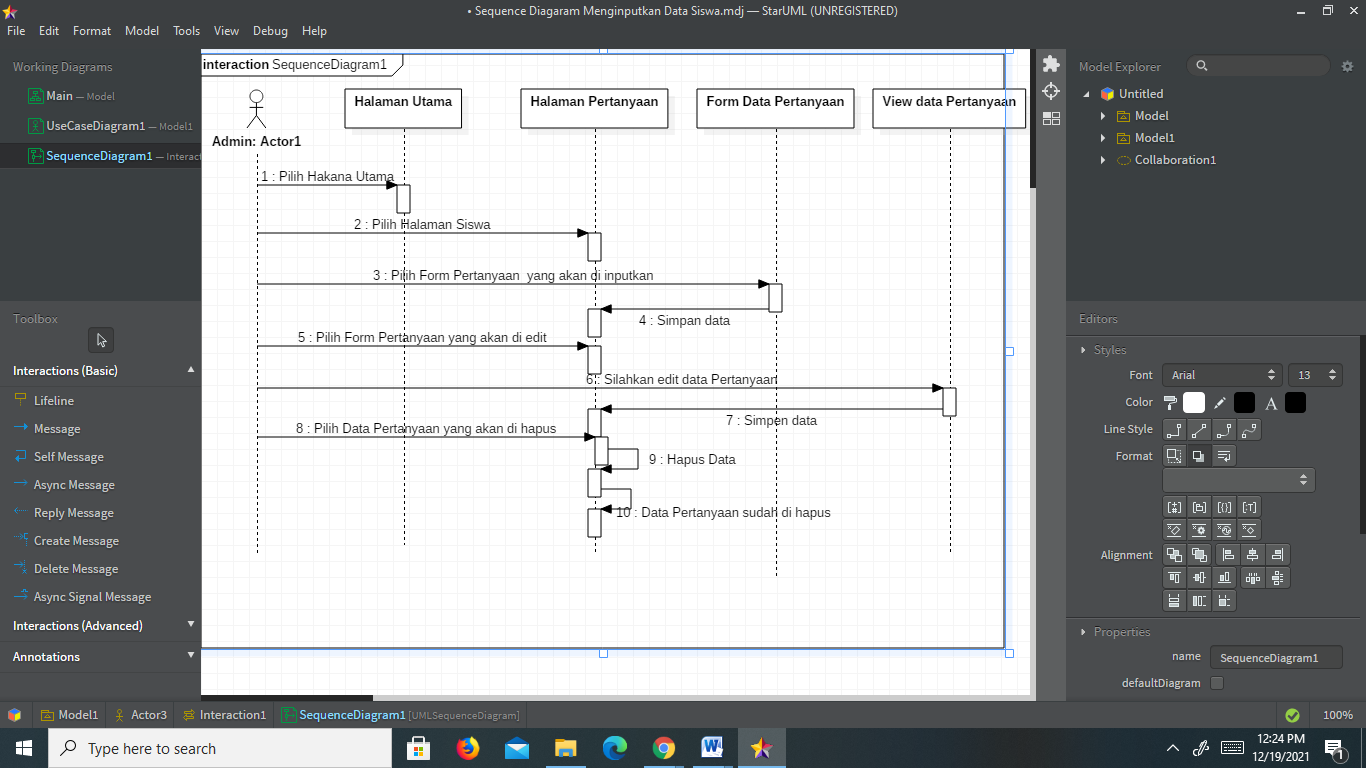 • Sequence Diagaram Menginputkan Data Siswa.mdj — StarUML (UNREGISTERED)
File Edit Format Model Tools View Debug Help
Working Diagrams
Main — Model
UseCaseDiagram1 — Model1
SequenceDiagram1 — Interact
Toolbox
Interactions (Basic)
Lifeline
Message
Self Message
Async Message
Reply Message
Create Message
Delete Message
Async Signal Message
Interactions (Advanced)
Annotations
interaction SequenceDiagram1
Admin: Actor1
Halaman Utama
Halaman Pertanyaan
Form Data Pertanyaan
View data Pertanyaan
1 : Pilih Hakana Utama
2 : Pilih Halaman Siswa
3 : Pilih Form Pertanyaan yang akan di inputkan
4 : Simpan data
5 : Pilih Form Pertanyaan yang akan di edit
6 : Silahkan edit data Pertanyaan
7 : Simpen data
8 : Pilih Data Pertanyaan yang akan di hapus
9 : Hapus Data
10 : Data Pertanyaan sudah di hapus
Model Explorer
Untitled
Model
Model1
Collaboration1
Editors
Styles
Font Arial 13
Color A
Line Style
Format
Alignment
Properties
name SequenceDiagram1
defaultDiagram
Model1 Actor3 Interaction1 SequenceDiagram1 [UMLSequenceDiagram] 100%
Type here to search
12:24 PM
12/19/2021
1